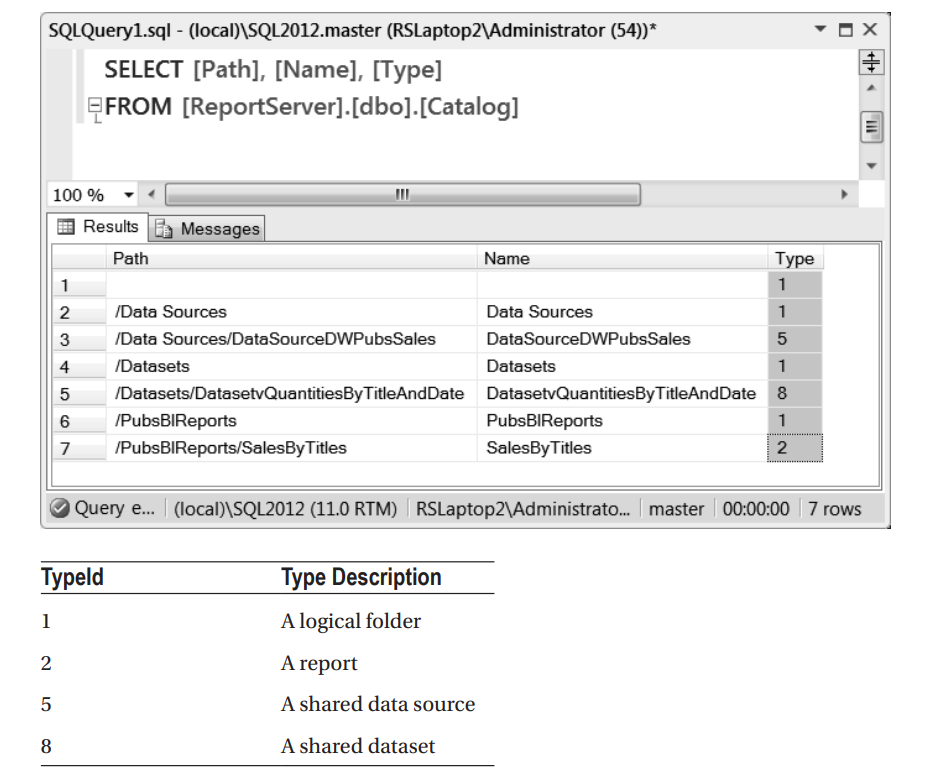 SQLQuery1.sql - (local)\SQL2012.master (RSLaptop2\Administrator (54))*
SELECT [Path], [Name], [Type]
FROM [ReportServer].[dbo].[Catalog]
100 %
Results Messages
Path Name Type
1 1
2 /Data Sources Data Sources 1
3 /Data Sources/DataSourceDWPubsSales DataSourceDWPubsSales 5
4 /Datasets Datasets 1
5 /Datasets/DatasetvQuantitiesByTitleAndDate DatasetvQuantitiesByTitleAndDate 8
6 /PubsBIReports PubsBIReports 1
7 /PubsBIReports/SalesByTitles SalesByTitles 2
Query e... (local)\SQL2012 (11.0 RTM) RSLaptop2\Administrato... master 00:00:00 7 rows
TypeId Type Description
1 A logical folder
2 A report
5 A shared data source
8 A shared dataset